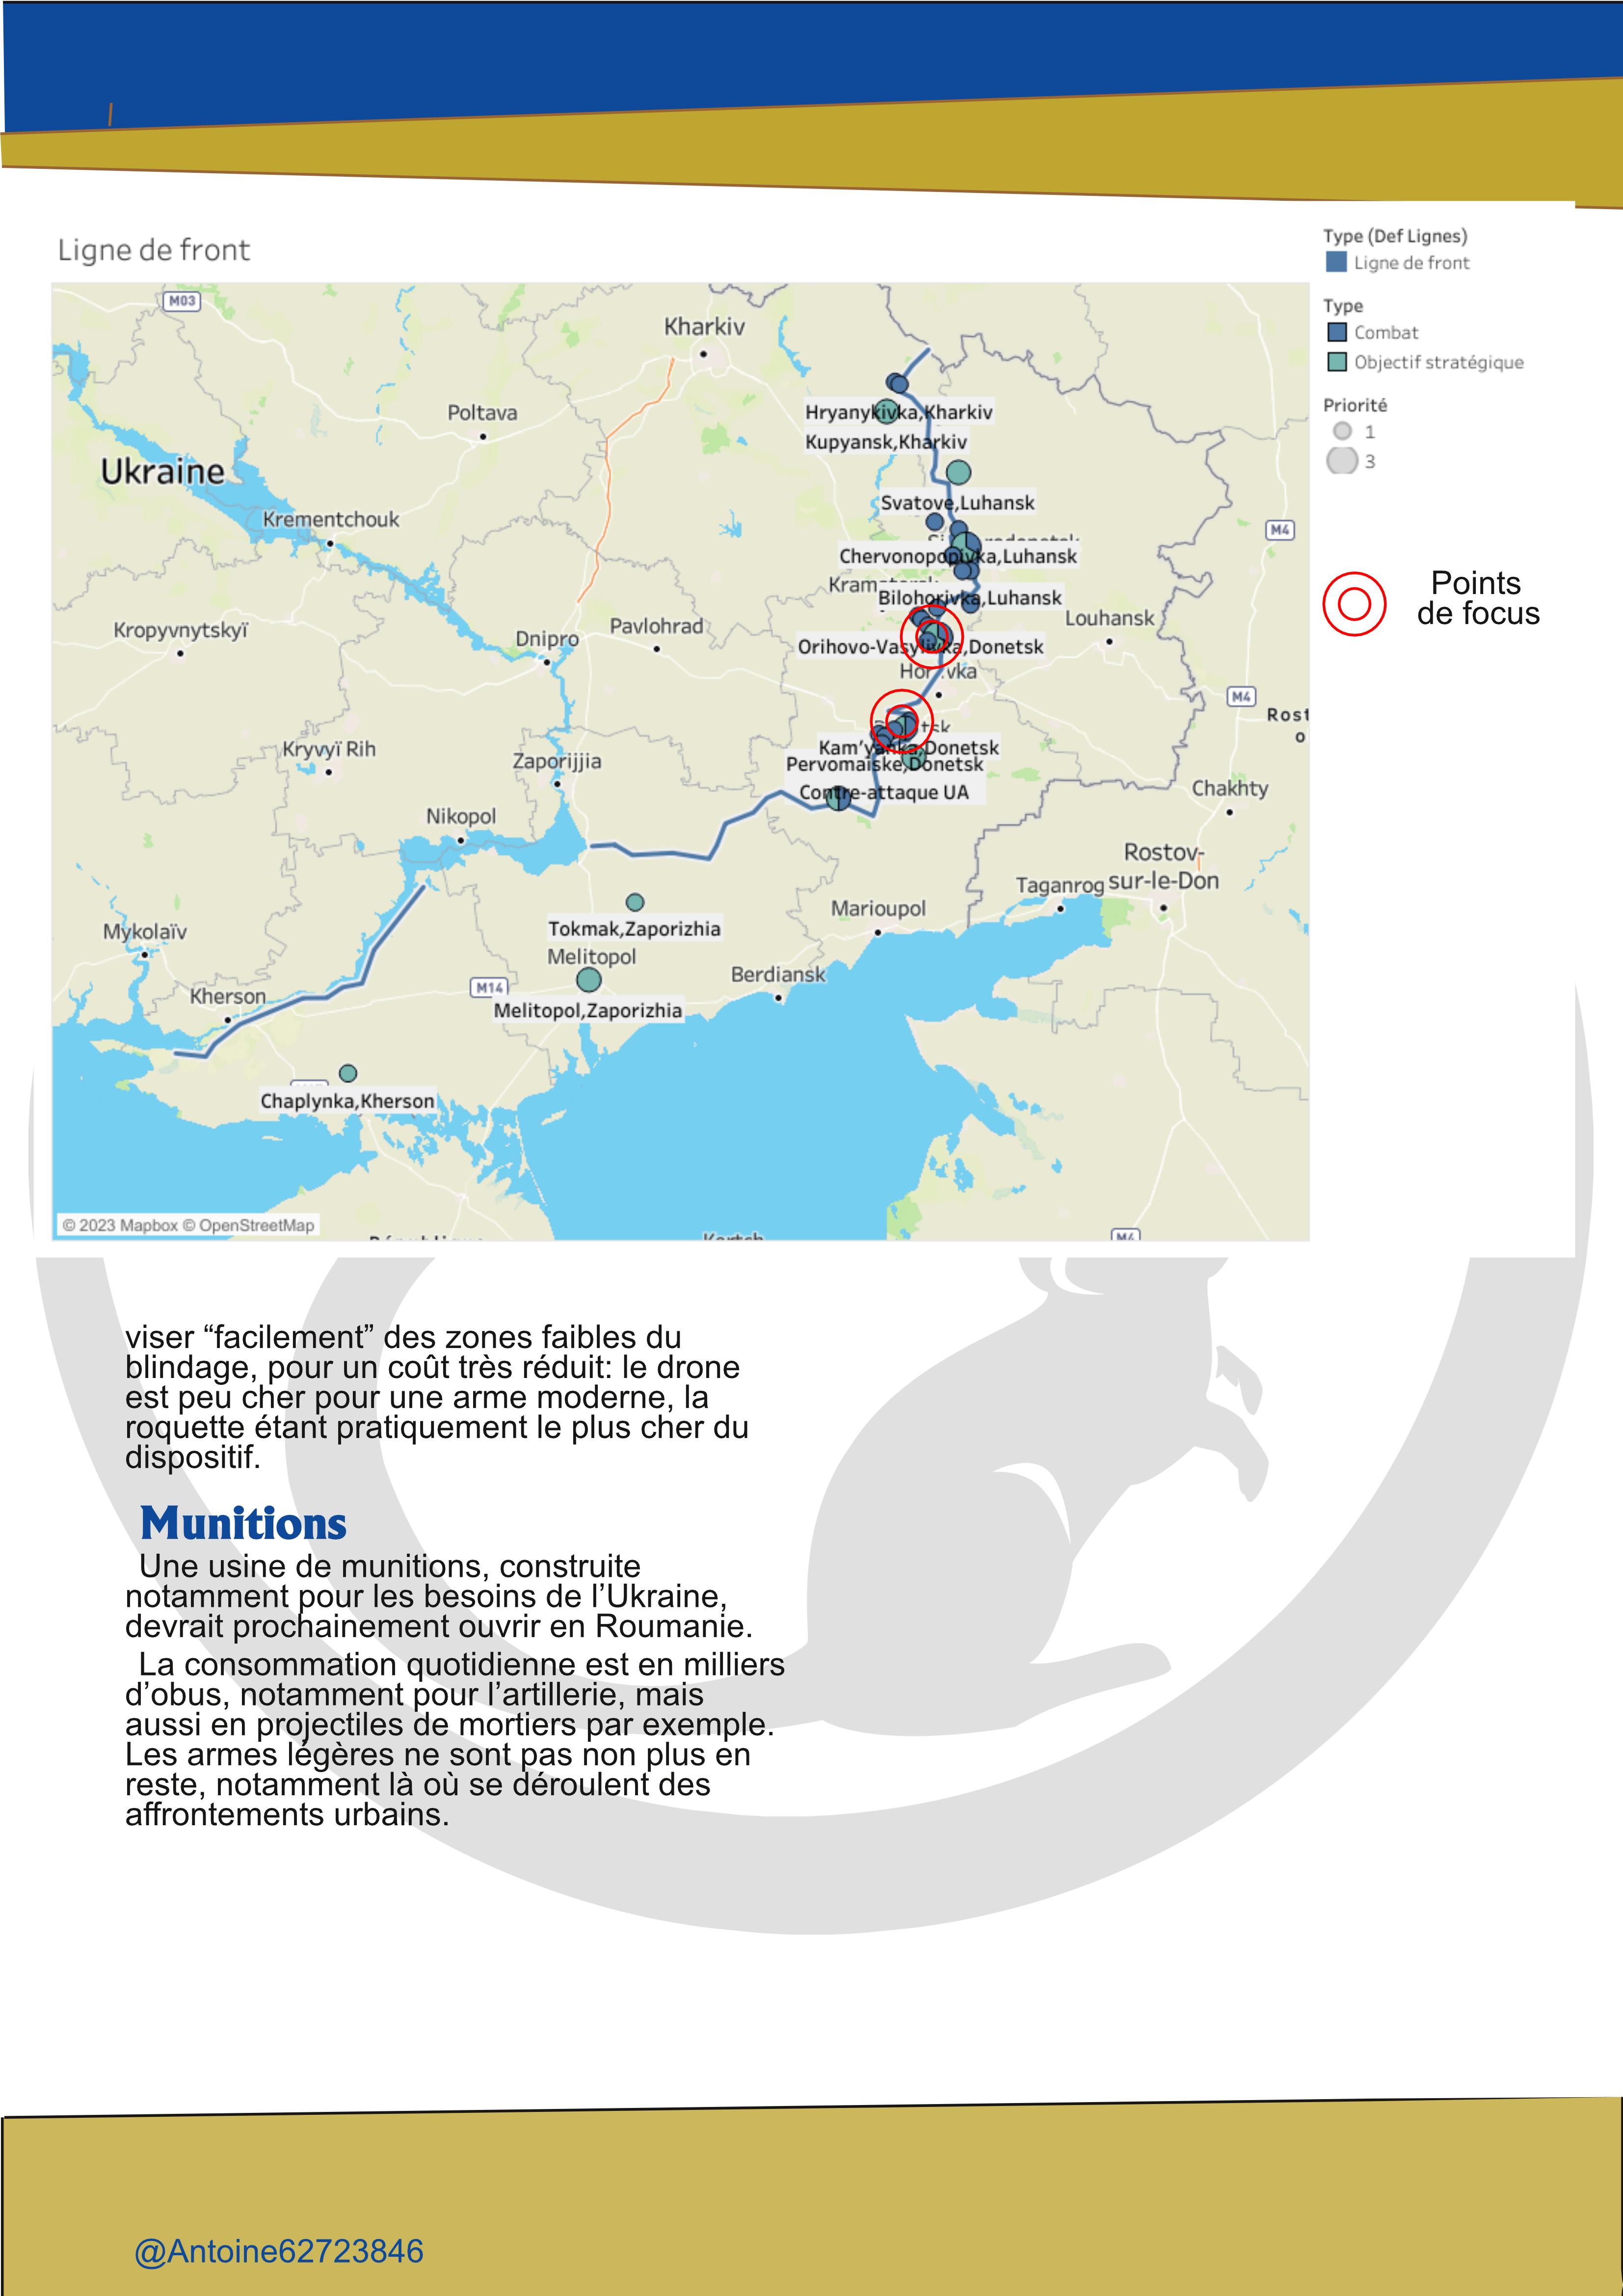 Ligne de front
Type (Def Lignes)
Ligne de front
Type
Combat
Objectif stratégique
Priorité
1
3
Points
de focus
M03
Kharkiv
Poltava
Hryanykivka,Kharkiv
Kupyansk,Kharkiv
Ukraine
Svatove,Luhansk
Krementchouk
M4
Chervonopopivka,Luhansk
Bilohorivka,Luhansk
Louhansk
Kropyvnytskyï
Dnipro
Pavlohrad
Orihovo-Vasylivka,Donetsk
M4
Kryvyï Rih
Zaporijjia
Kam'yanka,Donetsk
Pervomaiske,Donetsk
Contre-attaque UA
Chakhty
Nikopol
Rostov-
sur-le-Don
Taganrog
Marioupol
Tokmak,Zaporizhia
Mykolaïv
Melitopol
Berdiansk
M14
Kherson
Melitopol,Zaporizhia
Chaplynka,Kherson
© 2023 Mapbox © OpenStreetMap
M4
viser “facilement” des zones faibles du
blindage, pour un coût très réduit: le drone
est peu cher pour une arme moderne, la
roquette étant pratiquement le plus cher du
dispositif.
Munitions
Une usine de munitions, construite
notamment pour les besoins de l’Ukraine,
devrait prochainement ouvrir en Roumanie.
La consommation quotidienne est en milliers
d’obus, notamment pour l’artillerie, mais
aussi en projectiles de mortiers par exemple.
Les armes légères ne sont pas non plus en
reste, notamment là où se déroulent des
affrontements urbains.
@Antoine62723846